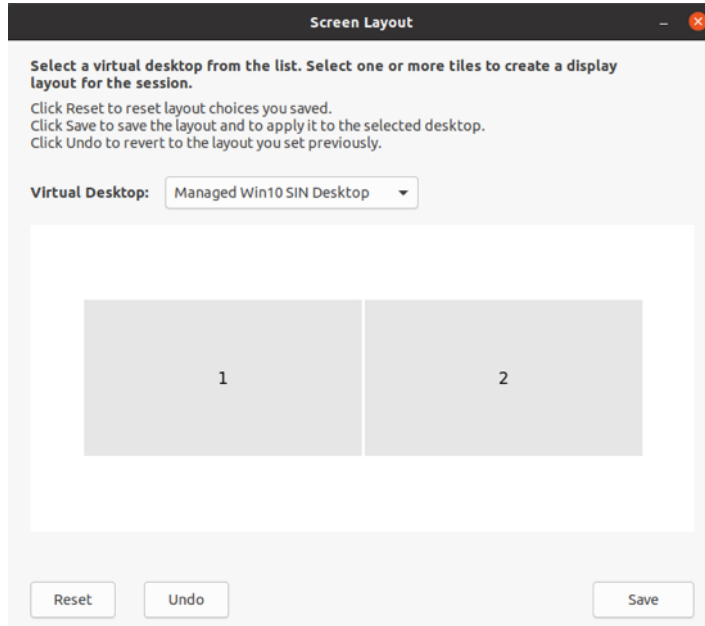 Screen Layout
Select a virtual desktop from the list. Select one or more tiles to create a display
layout for the session.
Click Reset to reset layout choices you saved.
Click Save to save the layout and to apply it to the selected desktop.
Click Undo to revert to the layout you set previously.
Virtual Desktop: Managed Win10 SIN Desktop
1 2
Reset Undo Save